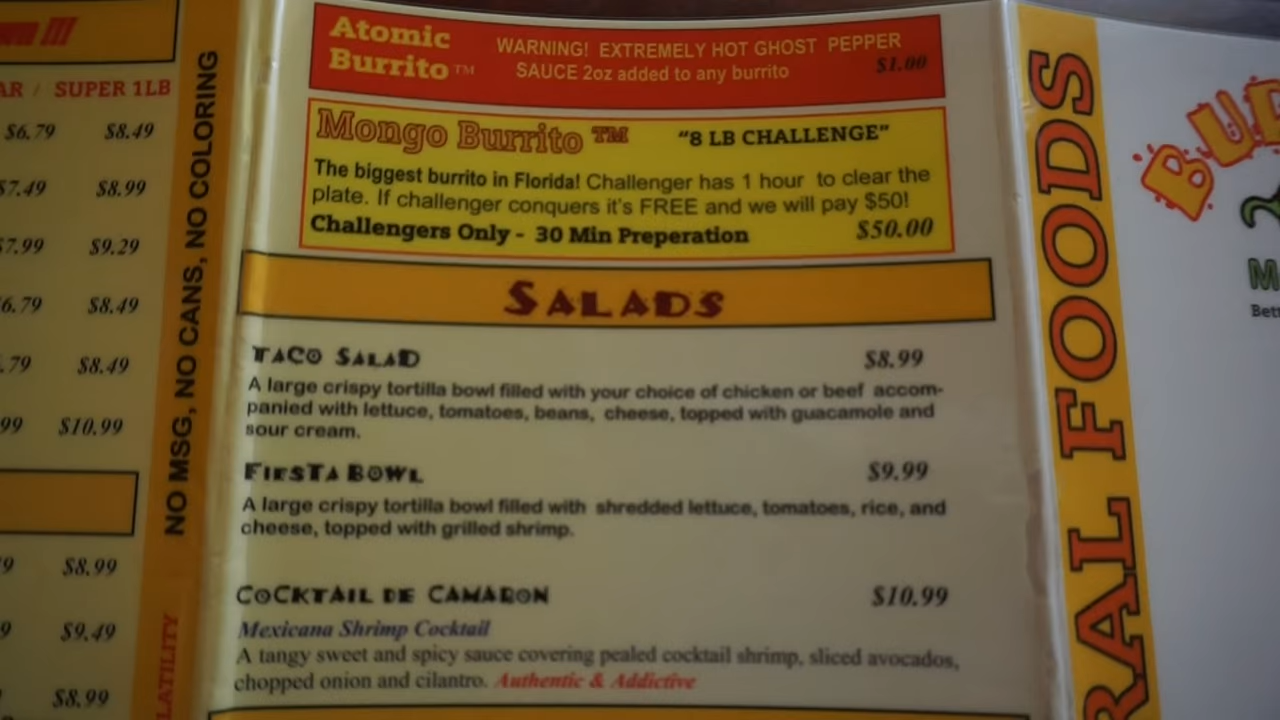 AR / SUPER 1LB
$6.79 $8.49
$7.49 $8.99
$7.99 $9.29
6.79 $8.49
.79 $8.49
99 $10.99
9 $8.99
9 $9.49
$8.99
NO MSG, NO CANS, NO COLORING
Atomic
Burrito™
WARNING! EXTREMELY HOT GHOST PEPPER
SAUCE 2oz added to any burrito $1.00
Mongo Burrito™ "8 LB CHALLENGE"
The biggest burrito in Florida! Challenger has 1 hour to clear the
plate. If challenger conquers it's FREE and we will pay $50!
Challengers Only - 30 Min Preperation $50.00
SALADS
TACO SALAD $8.99
A large crispy tortilla bowl filled with your choice of chicken or beef accom-
panied with lettuce, tomatoes, beans, cheese, topped with guacamole and
sour cream.
FIESTA BOWL $9.99
A large crispy tortilla bowl filled with shredded lettuce, tomatoes, rice, and
cheese, topped with grilled shrimp.
COCKTAIL DE CAMARON $10.99
Mexicana Shrimp Cocktail
A tangy sweet and spicy sauce covering pealed cocktail shrimp, sliced avocados,
chopped onion and cilantro. Authentic & Addictive
RAL FOODS
BUR
M
Bett